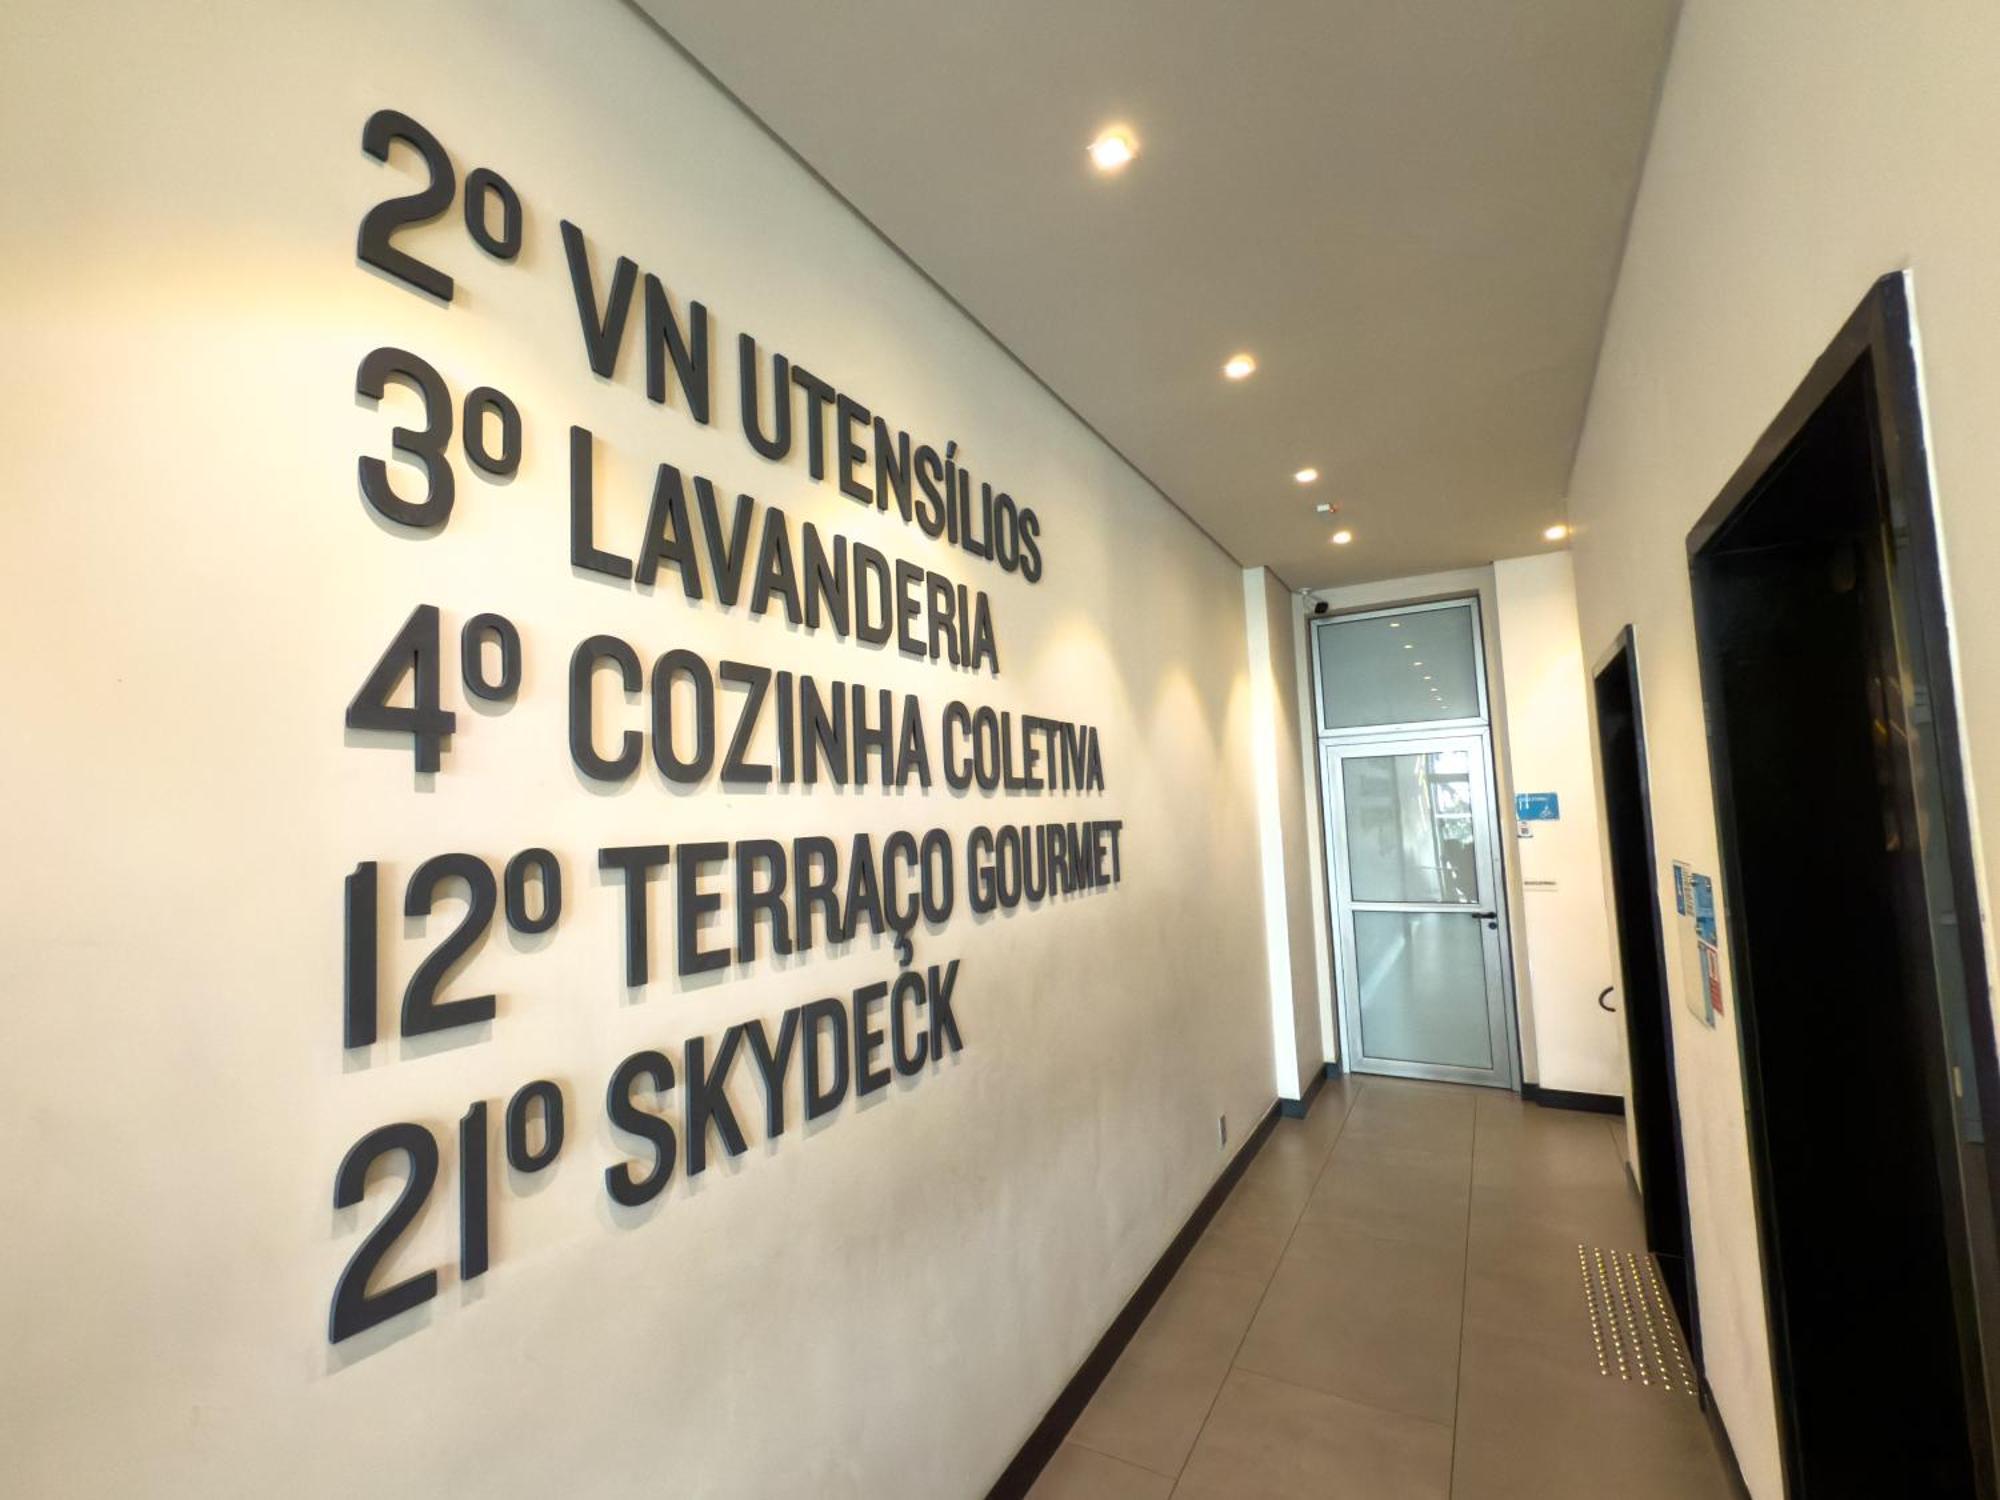 2º VN UTENSÍLIOS
3º LAVANDERIA
4º COZINHA COLETIVA
12º TERRAÇO GOURMET
21º SKYDECK